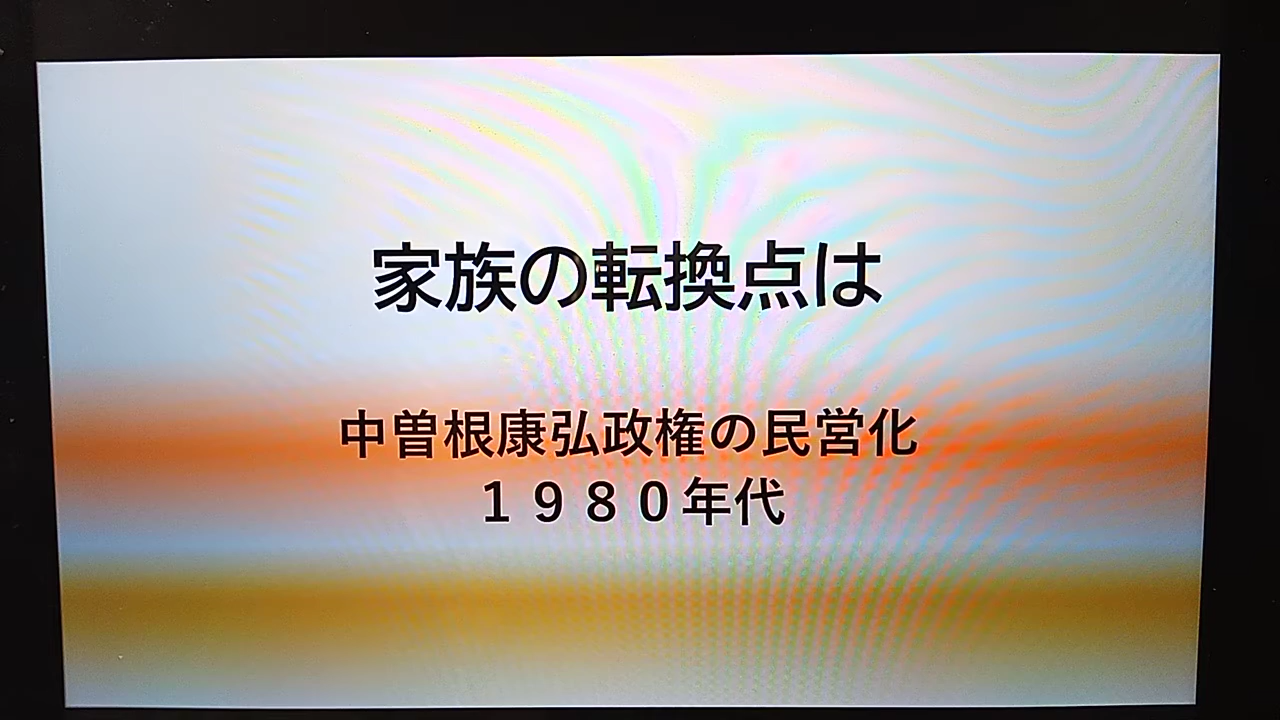 家族の転換点は
中曽根康弘政権の民営化
１９８０年代